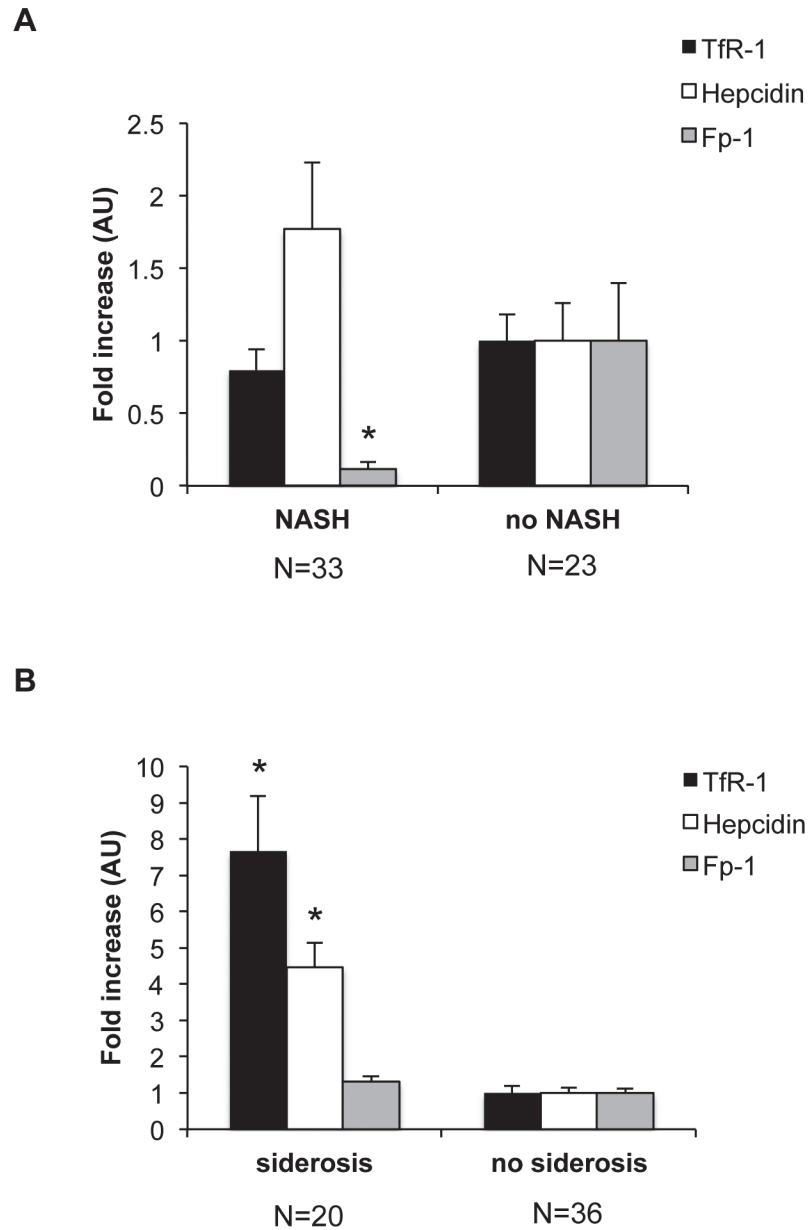 A
TfR-1
Hepcidin
Fp-1
Fold increase (AU)
2.5
2
1.5
1
0.5
0
*
NASH
no NASH
N=33
N=23
B
TfR-1
Hepcidin
Fp-1
Fold increase (AU)
10
9
8
7
6
5
4
3
2
1
0
*
*
siderosis
no siderosis
N=20
N=36